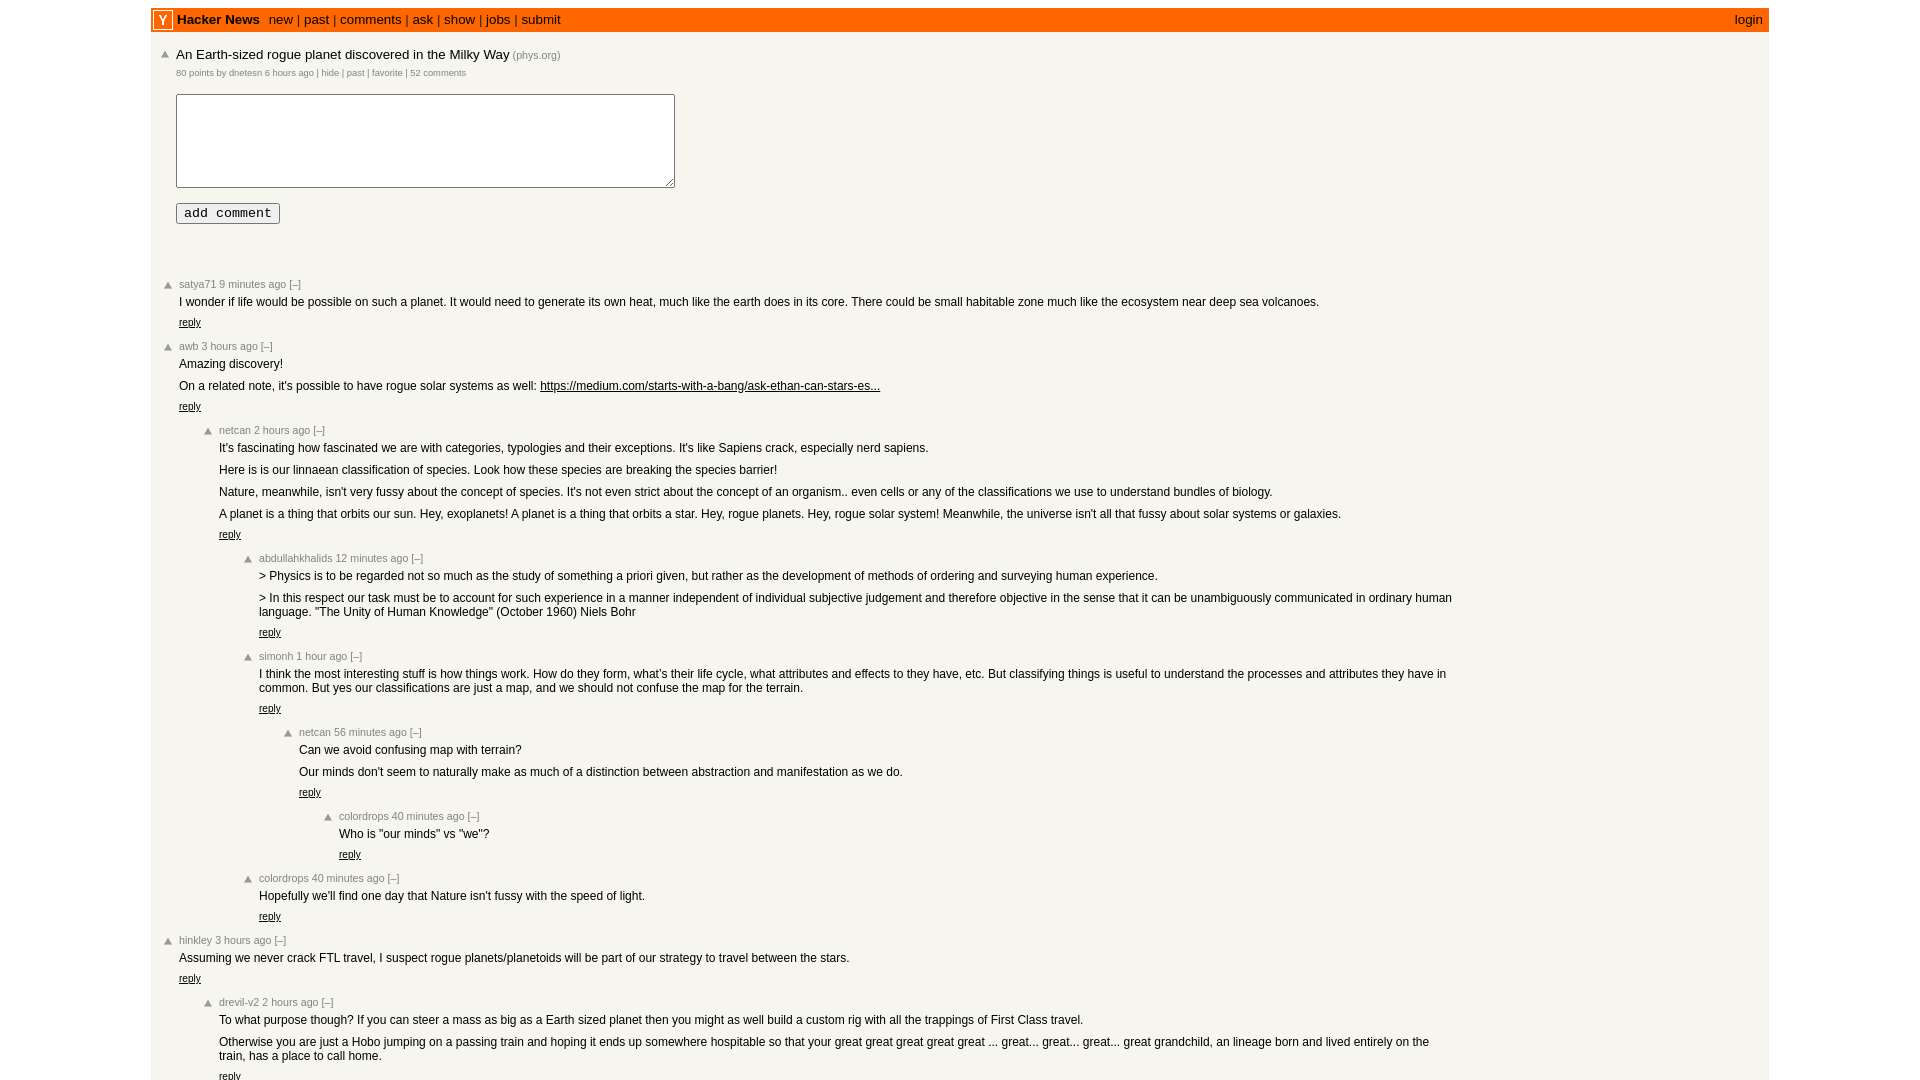 Y Hacker News new | past | comments | ask | show | jobs | submit login
An Earth-sized rogue planet discovered in the Milky Way (phys.org)
80 points by dnetesn 6 hours ago | hide | past | favorite | 52 comments
add comment
satya71 9 minutes ago [–]
I wonder if life would be possible on such a planet. It would need to generate its own heat, much like the earth does in its core. There could be small habitable zone much like the ecosystem near deep sea volcanoes.
reply
awb 3 hours ago [–]
Amazing discovery!
On a related note, it's possible to have rogue solar systems as well: https://medium.com/starts-with-a-bang/ask-ethan-can-stars-es...
reply
netcan 2 hours ago [–]
It's fascinating how fascinated we are with categories, typologies and their exceptions. It's like Sapiens crack, especially nerd sapiens.
Here is is our linnaean classification of species. Look how these species are breaking the species barrier!
Nature, meanwhile, isn't very fussy about the concept of species. It's not even strict about the concept of an organism.. even cells or any of the classifications we use to understand bundles of biology.
A planet is a thing that orbits our sun. Hey, exoplanets! A planet is a thing that orbits a star. Hey, rogue planets. Hey, rogue solar system! Meanwhile, the universe isn't all that fussy about solar systems or galaxies.
reply
abdullahkhalids 12 minutes ago [–]
> Physics is to be regarded not so much as the study of something a priori given, but rather as the development of methods of ordering and surveying human experience.
> In this respect our task must be to account for such experience in a manner independent of individual subjective judgement and therefore objective in the sense that it can be unambiguously communicated in ordinary human
language. "The Unity of Human Knowledge" (October 1960) Niels Bohr
reply
simonh 1 hour ago [–]
I think the most interesting stuff is how things work. How do they form, what’s their life cycle, what attributes and effects to they have, etc. But classifying things is useful to understand the processes and attributes they have in
common. But yes our classifications are just a map, and we should not confuse the map for the terrain.
reply
netcan 56 minutes ago [–]
Can we avoid confusing map with terrain?
Our minds don't seem to naturally make as much of a distinction between abstraction and manifestation as we do.
reply
colordrops 40 minutes ago [–]
Who is "our minds" vs "we"?
reply
colordrops 40 minutes ago [–]
Hopefully we'll find one day that Nature isn't fussy with the speed of light.
reply
hinkley 3 hours ago [–]
Assuming we never crack FTL travel, I suspect rogue planets/planetoids will be part of our strategy to travel between the stars.
reply
drevil-v2 2 hours ago [–]
To what purpose though? If you can steer a mass as big as a Earth sized planet then you might as well build a custom rig with all the trappings of First Class travel.
Otherwise you are just a Hobo jumping on a passing train and hoping it ends up somewhere hospitable so that your great great great great great ... great... great... great... great grandchild, an lineage born and lived entirely on the
train, has a place to call home.
reply